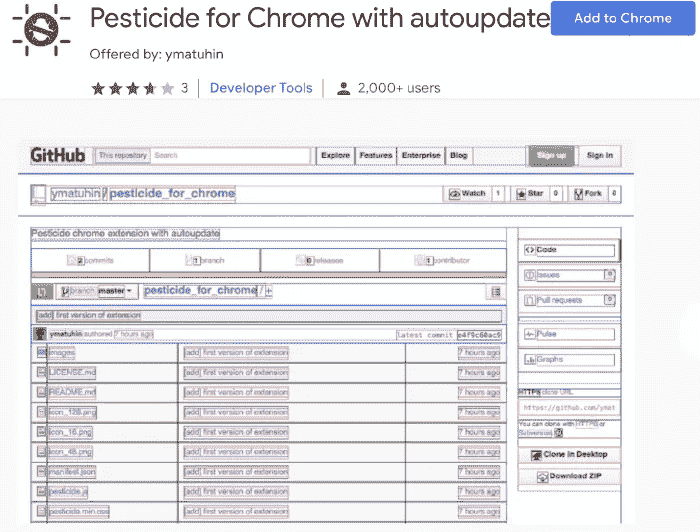 Pesticide for Chrome with autoupdate
Add to Chrome
Offered by: ymatuhin
3 Developer Tools 2,000+ users
GitHub This repository Search Explore Features Enterprise Blog Sign up Sign in
ymatuhin / pesticide_for_chrome Watch 1 Star 0 Fork 0
Pesticide chrome extension with autoupdate
2 commits 1 branch 0 releases 1 contributor
branch: master pesticide_for_chrome / +
[add] first version of extension
ymatuhin authored 7 hours ago latest commit e4f9c60ac9
images [add] first version of extension 7 hours ago
LICENSE.md [add] first version of extension 7 hours ago
README.md [add] first version of extension 7 hours ago
icon_128.png [add] first version of extension 7 hours ago
icon_16.png [add] first version of extension 7 hours ago
icon_48.png [add] first version of extension 7 hours ago
manifest.json [add] first version of extension 7 hours ago
pesticide.js [add] first version of extension 7 hours ago
pesticide.min.css [add] first version of extension 7 hours ago
Code
Issues 0
Pull requests 0
Pulse
Graphs
HTTPS clone URL
https://github.com/ymat
You can clone with HTTPS or
Subversion.
Clone in Desktop
Download ZIP